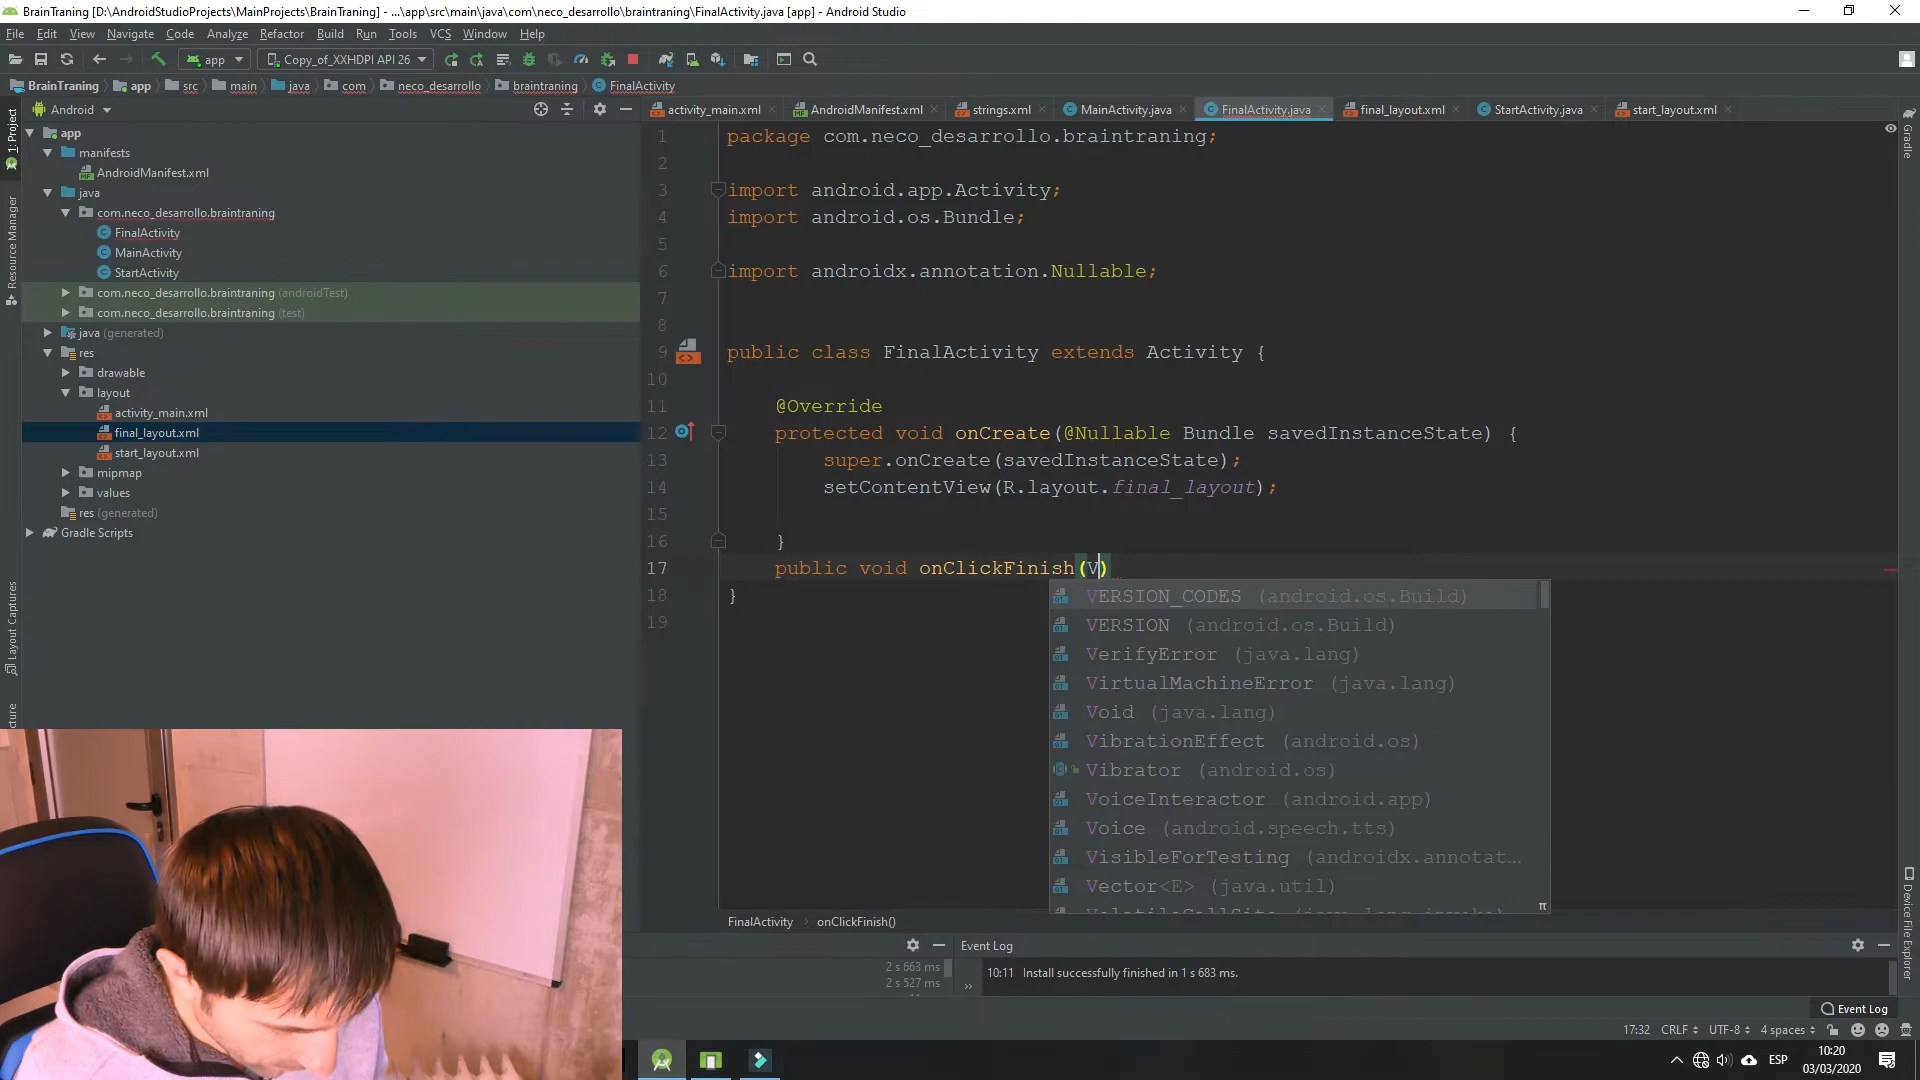 BrainTraning [D:\AndroidStudioProjects\MainProjects\BrainTraning] - ...\app\src\main\java\com\neco_desarrollo\braintraning\FinalActivity.java [app] - Android Studio
File Edit View Navigate Code Analyze Refactor Build Run Tools VCS Window Help
app Copy_of_XXHDPI API 26
BrainTraning app src main java com neco_desarrollo braintraning FinalActivity
Android
activity_main.xml AndroidManifest.xml strings.xml MainActivity.java FinalActivity.java final_layout.xml StartActivity.java start_layout.xml
1: Project
Resource Manager
Layout Captures
Gradle
Device File Explorer
app
manifests
AndroidManifest.xml
java
com.neco_desarrollo.braintraning
FinalActivity
MainActivity
StartActivity
com.neco_desarrollo.braintraning (androidTest)
com.neco_desarrollo.braintraning (test)
java (generated)
res
drawable
layout
activity_main.xml
final_layout.xml
start_layout.xml
mipmap
values
res (generated)
Gradle Scripts
1 package com.neco_desarrollo.braintraning;
2
3 import android.app.Activity;
4 import android.os.Bundle;
5
6 import androidx.annotation.Nullable;
7
8
9 public class FinalActivity extends Activity {
10
11 @Override
12 protected void onCreate(@Nullable Bundle savedInstanceState) {
13 super.onCreate(savedInstanceState);
14 setContentView(R.layout.final_layout);
15
16 }
17 public void onClickFinish(V)
18 }
19
VERSION_CODES (android.os.Build)
VERSION (android.os.Build)
VerifyError (java.lang)
VirtualMachineError (java.lang)
Void (java.lang)
VibrationEffect (android.os)
Vibrator (android.os)
VoiceInteractor (android.app)
Voice (android.speech.tts)
VisibleForTesting (androidx.annotat...
Vector<E> (java.util)
FinalActivity › onClickFinish()
Event Log
2 s 663 ms
2 s 527 ms
10:11 Install successfully finished in 1 s 683 ms.
Event Log
17:32 CRLF UTF-8 4 spaces
ESP
10:20
03/03/2020